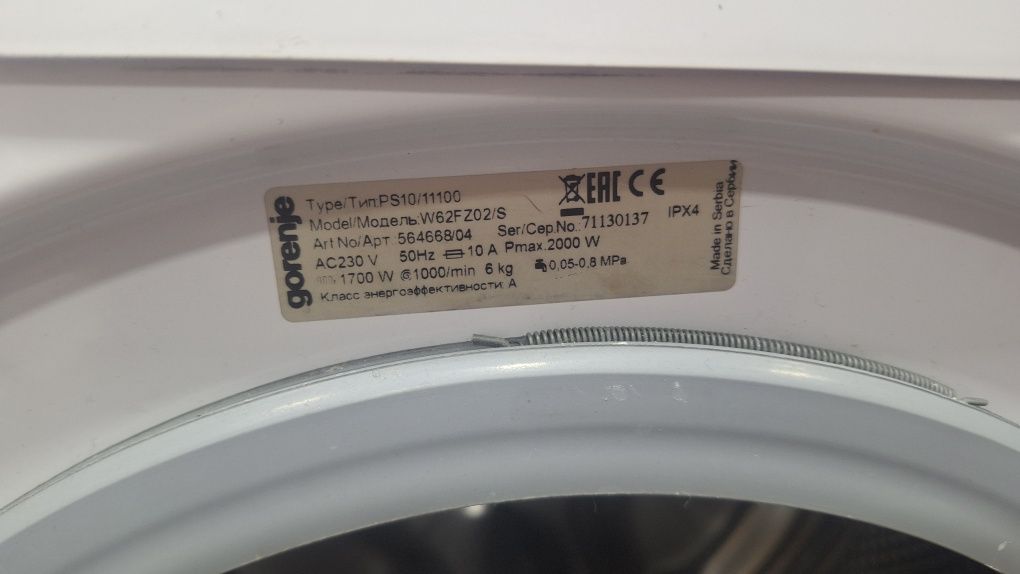 gorenje
Type/Тип:PS10/11100
Model/Модель:W62FZ02/S
Art No/Арт.:564668/04 Ser/Сер.No.:71130137 IPX4
AC230 V 50Hz 10 A Pmax.2000 W
1700 W @1000/min 6 kg 0,05-0,8 MPa
Класс энергоэффективности: A
EAC CE
Made in Serbia
Сделано в Сербии